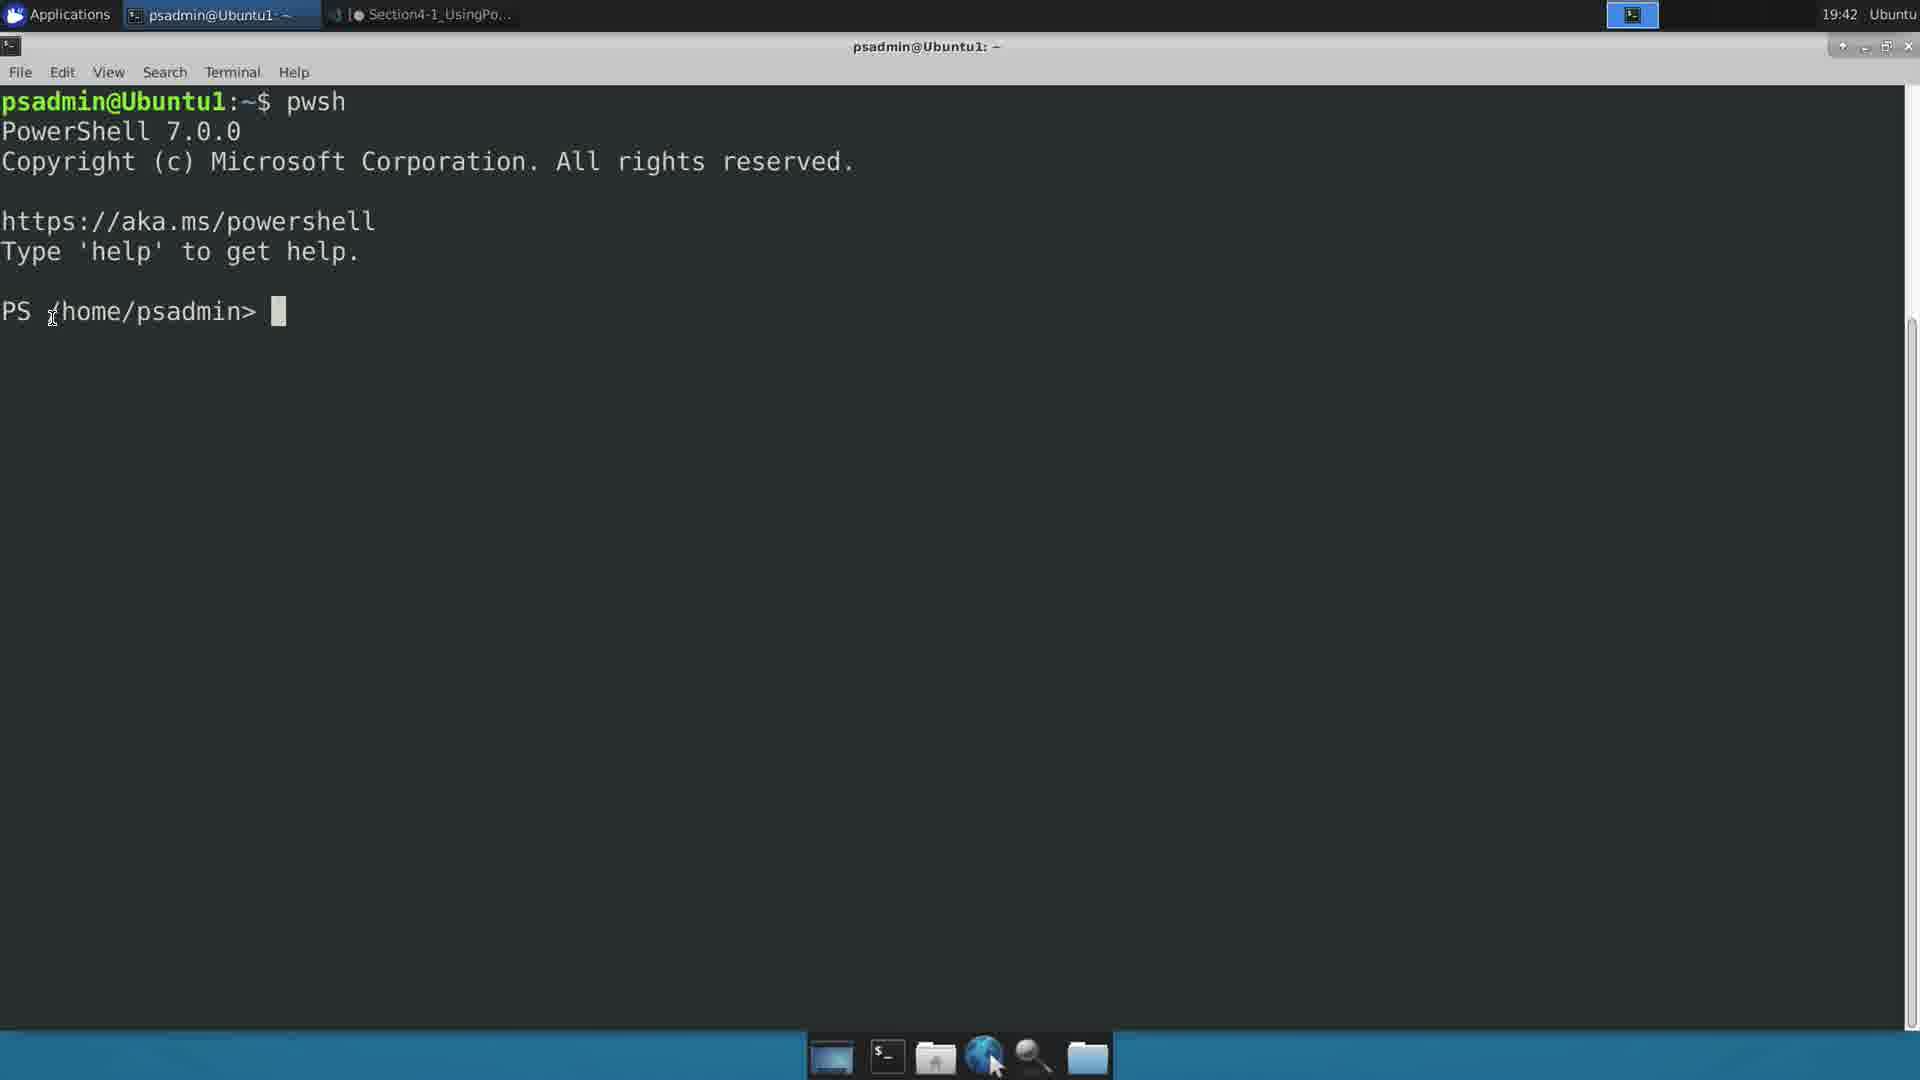 Applications psadmin@Ubuntu1: ~ [● Section4-1_UsingPo... 19:42 Ubuntu
psadmin@Ubuntu1: ~
File Edit View Search Terminal Help
psadmin@Ubuntu1:~$ pwsh
PowerShell 7.0.0
Copyright (c) Microsoft Corporation. All rights reserved.
https://aka.ms/powershell
Type 'help' to get help.
PS /home/psadmin>
$_